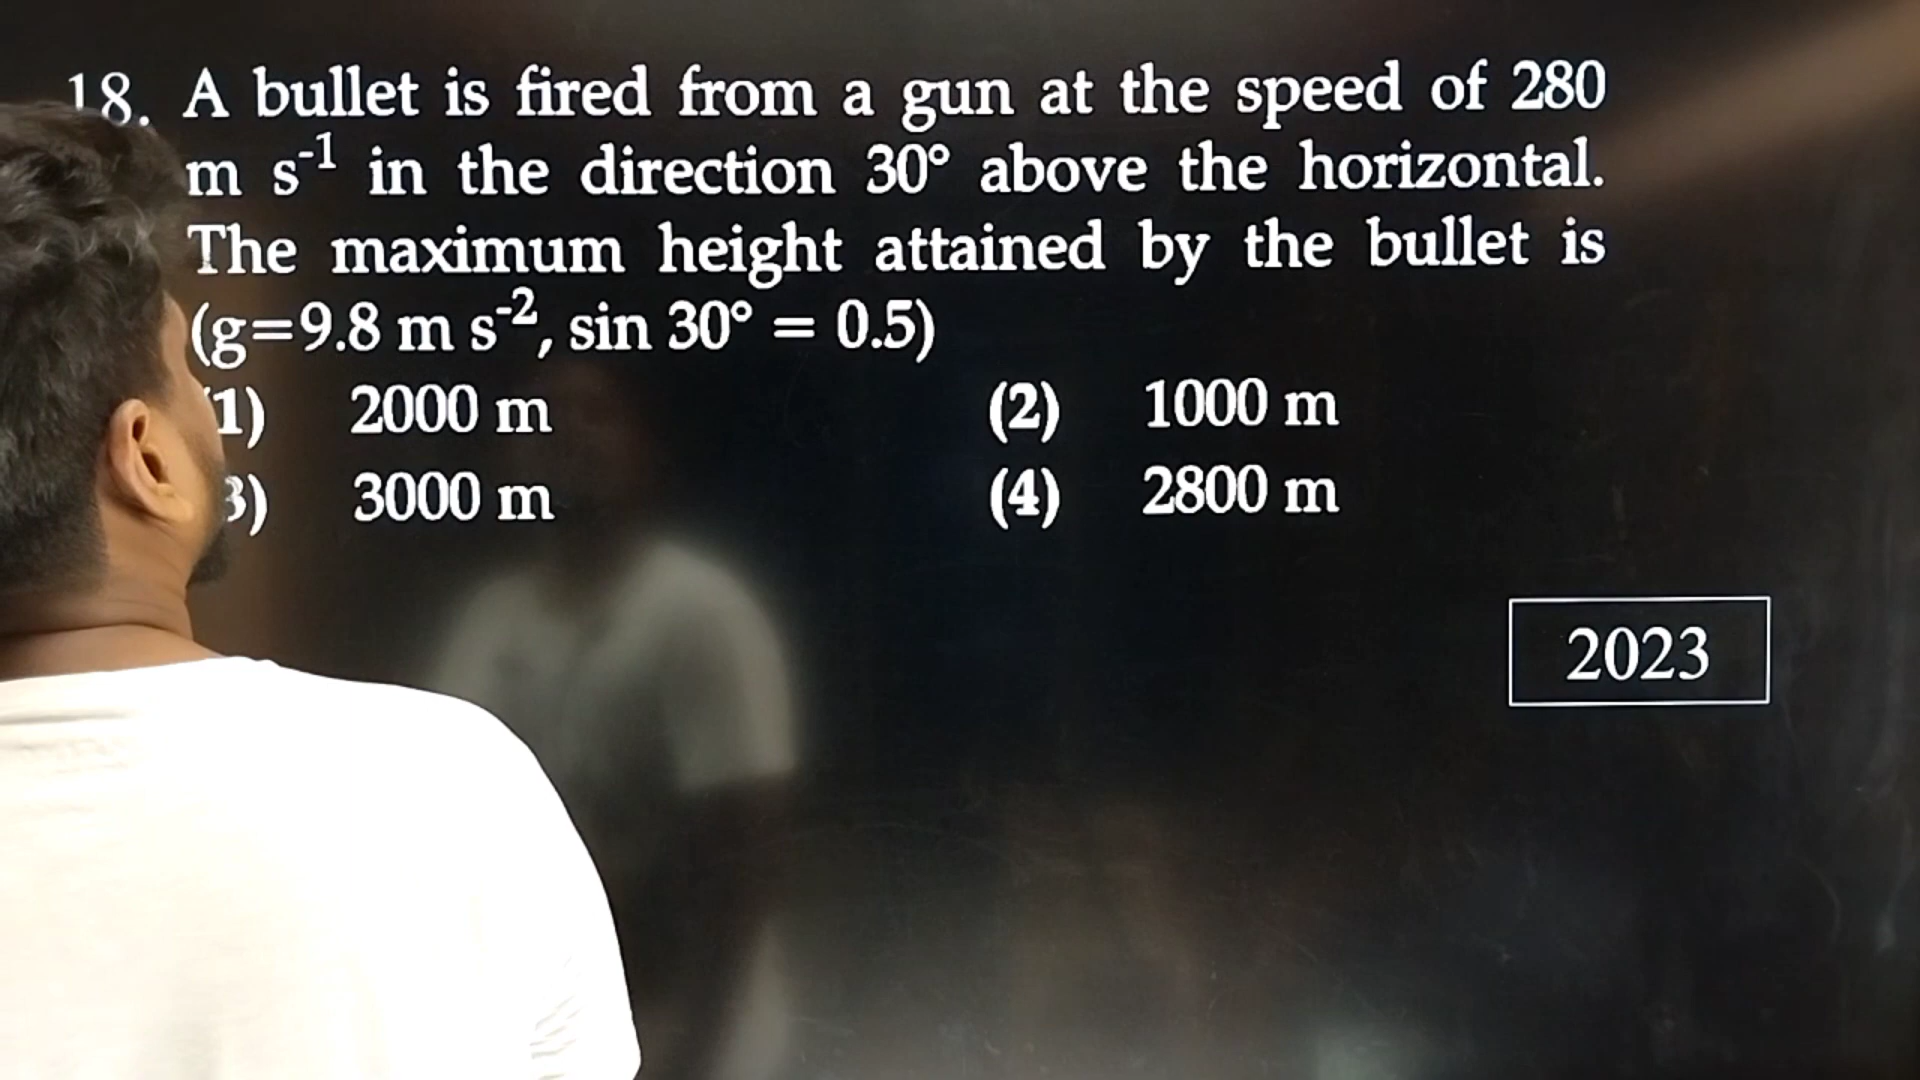 18. A bullet is fired from a gun at the speed of 280
m s⁻¹ in the direction 30° above the horizontal.
The maximum height attained by the bullet is
(g=9.8 m s⁻², sin 30° = 0.5)
1) 2000 m (2) 1000 m
3) 3000 m (4) 2800 m
2023